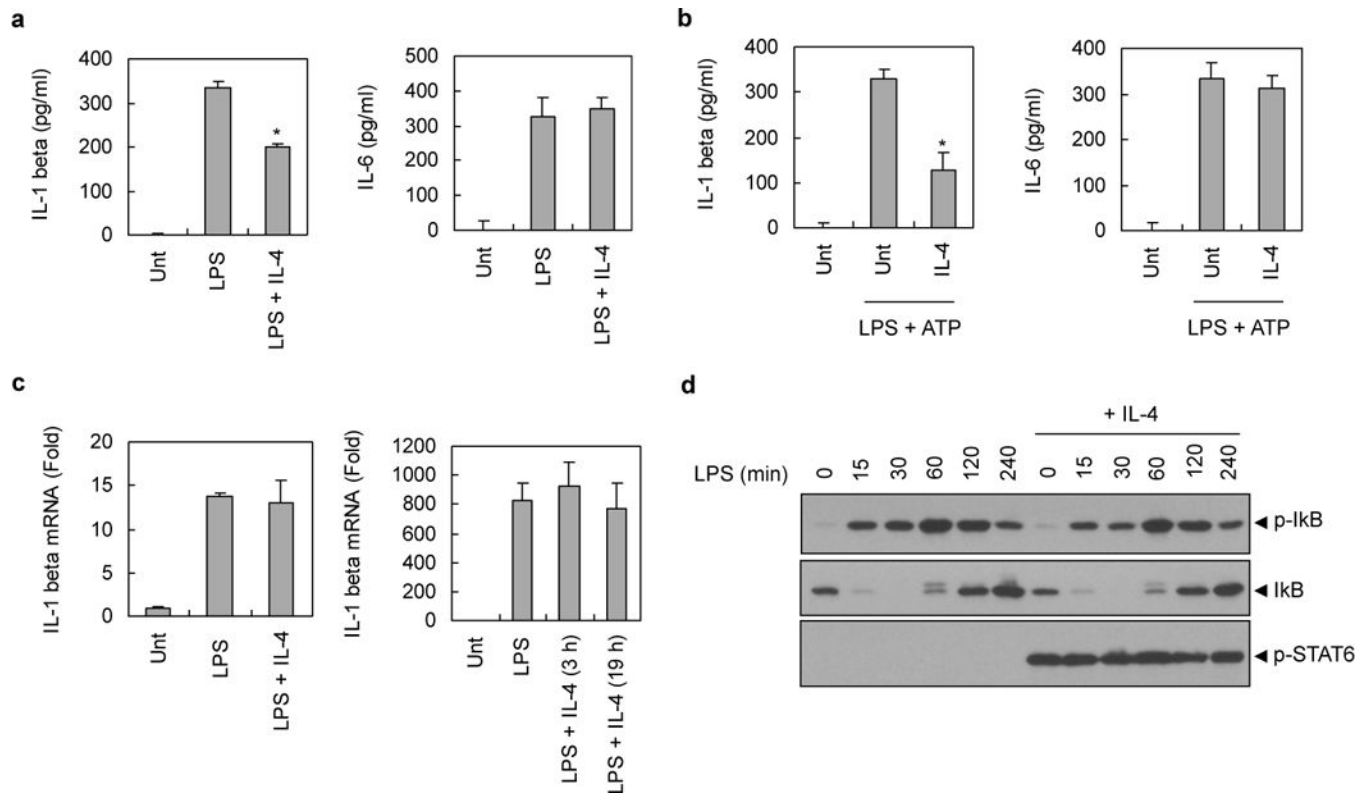 a
IL-1 beta (pg/ml)
400
300
200
100
0
*
Unt
LPS
LPS + IL-4
IL-6 (pg/ml)
500
400
300
200
100
0
Unt
LPS
LPS + IL-4
b
IL-1 beta (pg/ml)
400
300
200
100
0
*
Unt
Unt
IL-4
LPS + ATP
IL-6 (pg/ml)
400
300
200
100
0
Unt
Unt
IL-4
LPS + ATP
c
IL-1 beta mRNA (Fold)
20
15
10
5
0
Unt
LPS
LPS + IL-4
IL-1 beta mRNA (Fold)
1200
1000
800
600
400
200
0
Unt
LPS
LPS + IL-4 (3 h)
LPS + IL-4 (19 h)
d
+ IL-4
LPS (min) 0 15 30 60 120 240 0 15 30 60 120 240
p-IkB
IkB
p-STAT6